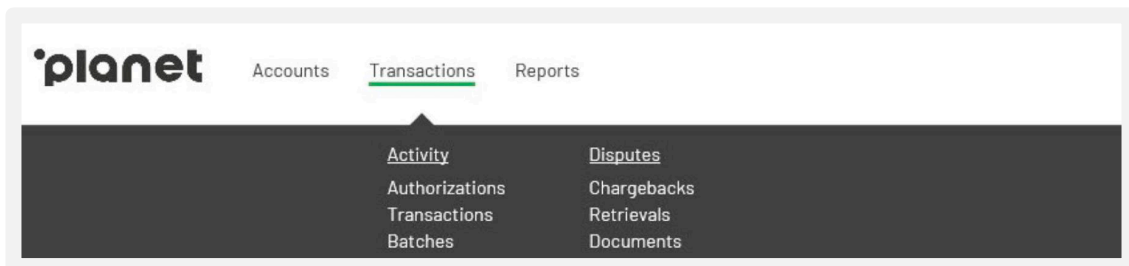 planet Accounts Transactions Reports
Activity Disputes
Authorizations Chargebacks
Transactions Retrievals
Batches Documents